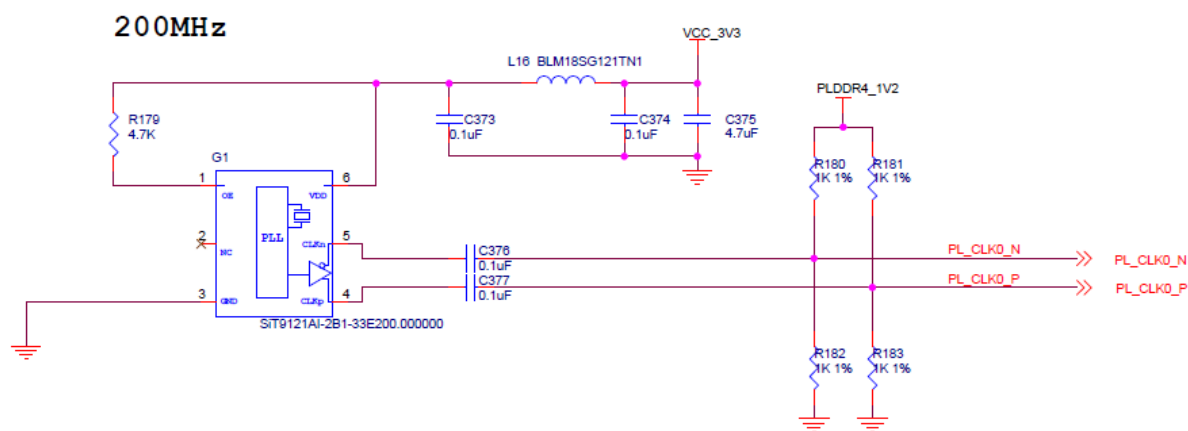 200MHz
VCC_3V3
L16 BLM18SG121TN1
PLDDR4_1V2
R179
4.7K
C373
0.1uF
C374
0.1uF
C375
4.7uF
G1
R180
1K 1%
R181
1K 1%
1
OE
VDD
6
2
NC
PLL
CLKn
5
C376
0.1uF
PL_CLK0_N
PL_CLK0_N
3
GND
CLKp
4
C377
0.1uF
PL_CLK0_P
PL_CLK0_P
SiT9121AI-2B1-33E200.000000
R182
1K 1%
R183
1K 1%